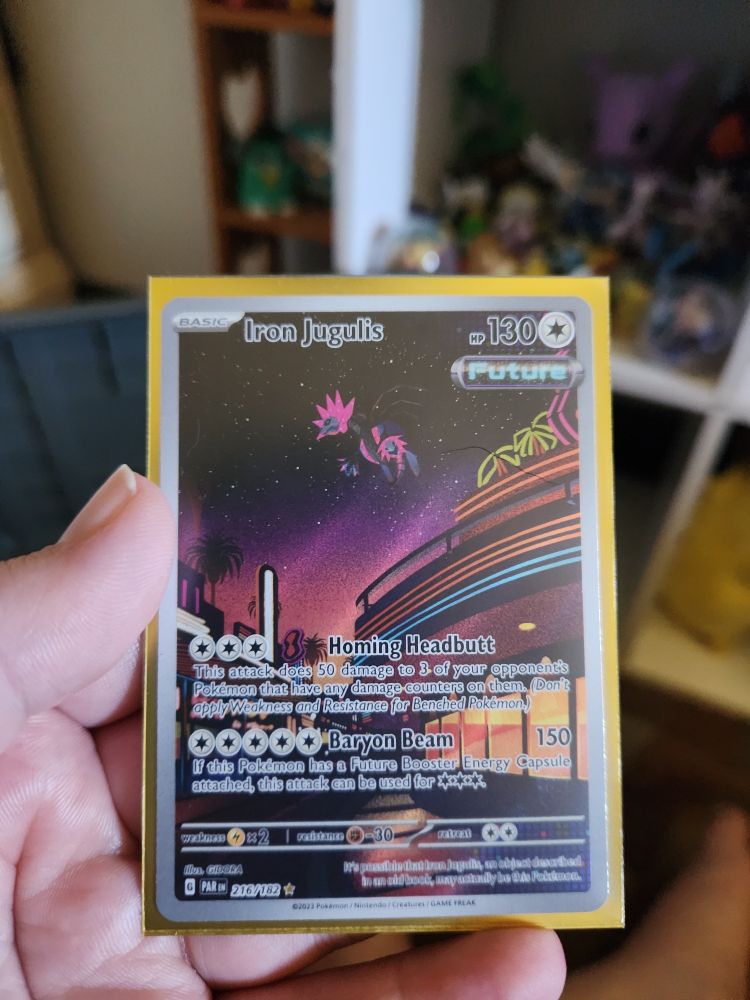 BASIC Iron Jugulis HP 130
Future
Homing Headbutt
This attack does 50 damage to 3 of your opponent's
Pokémon that have any damage counters on them. (Don't
apply Weakness and Resistance for Benched Pokémon.)
Baryon Beam 150
If this Pokémon has a Future Booster Energy Capsule
attached, this attack can be used for
weakness ×2 resistance -30 retreat
Illus. GIDORA
It's possible that Iron Jugulis, an object described
in an old book, may actually be this Pokémon.
G PAR EN 216/182
©2023 Pokémon / Nintendo / Creatures / GAME FREAK